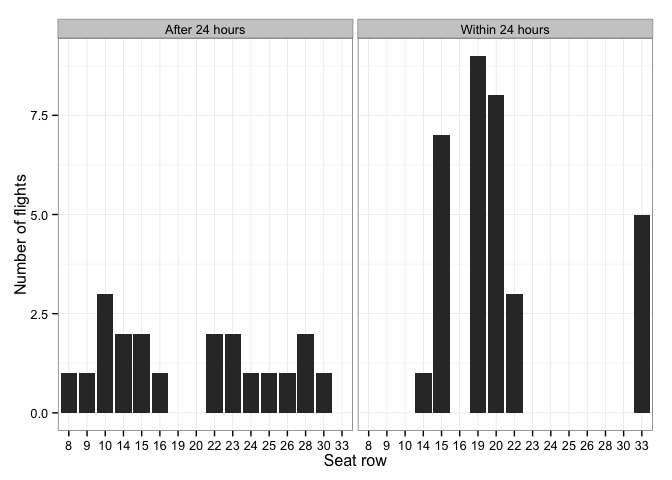 After 24 hours
Within 24 hours
Number of flights
7.5
5.0
2.5
0.0
8 9 10 14 15 16 19 20 22 23 24 25 26 28 30 33
8 9 10 14 15 16 19 20 22 23 24 25 26 28 30 33
Seat row